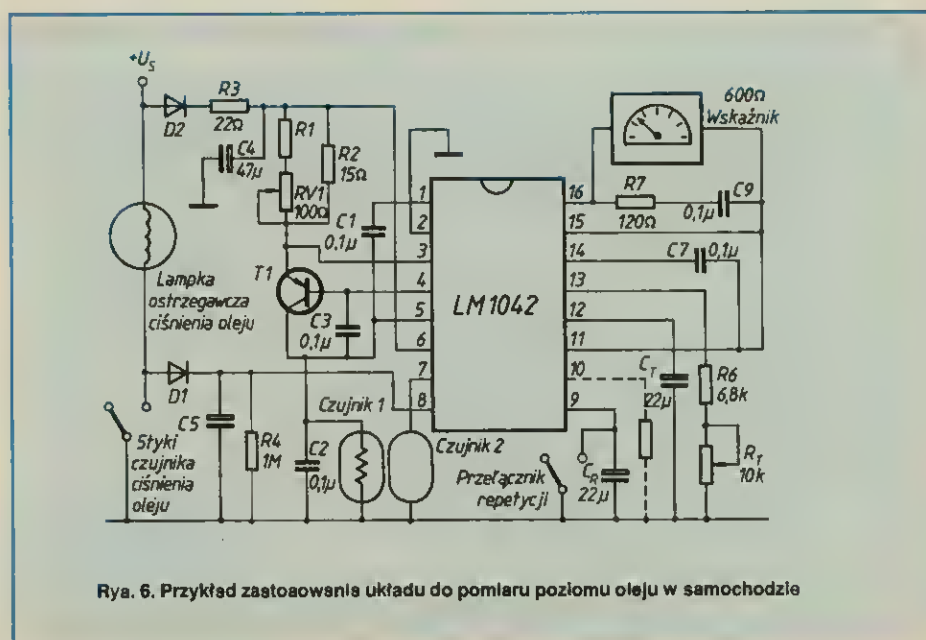 +U_S
D2
R3
22Ω
C4
47µ
R1
R2
15Ω
RV1
100Ω
C1
0,1µ
T1
C3
0,1µ
Lampka
ostrzegawcza
ciśnienia oleju
D1
C5
R4
1M
Styki
czujnika
ciśnienia
oleju
C2
0,1µ
Czujnik 1
Czujnik 2
1
2
3
4
5
6
7
8
LM1042
16
15
14
13
12
11
10
9
600Ω
Wskaźnik
R7
120Ω
C9
0,1µ
C7
0,1µ
C_T
22µ
R6
6,8k
R_T
10k
Przełącznik
repetycji
C_R
22µ
Rys. 6. Przykład zastosowania układu do pomiaru poziomu oleju w samochodzie